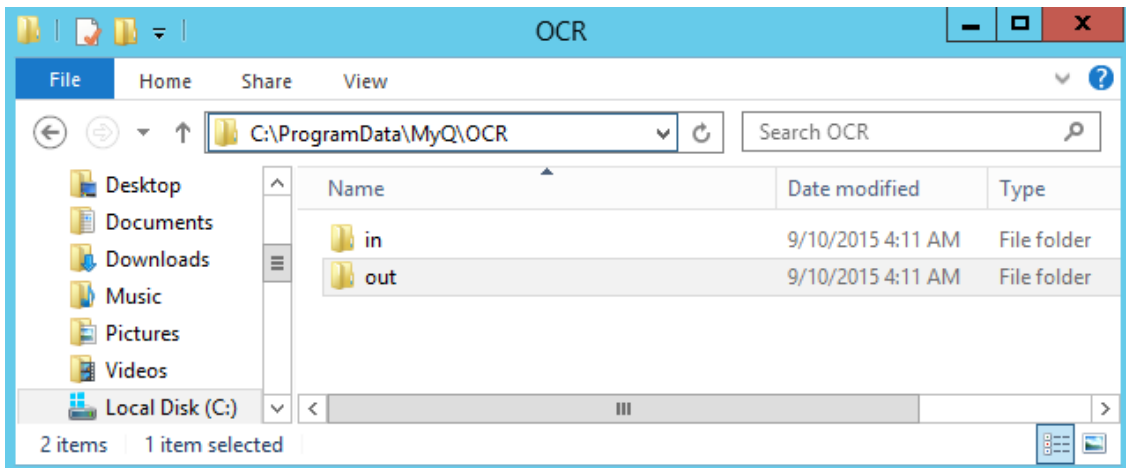 OCR
File Home Share View
C:\ProgramData\MyQ\OCR Search OCR
Desktop Name Date modified Type
Documents
in 9/10/2015 4:11 AM File folder
Downloads
out 9/10/2015 4:11 AM File folder
Music
Pictures
Videos
Local Disk (C:)
2 items 1 item selected